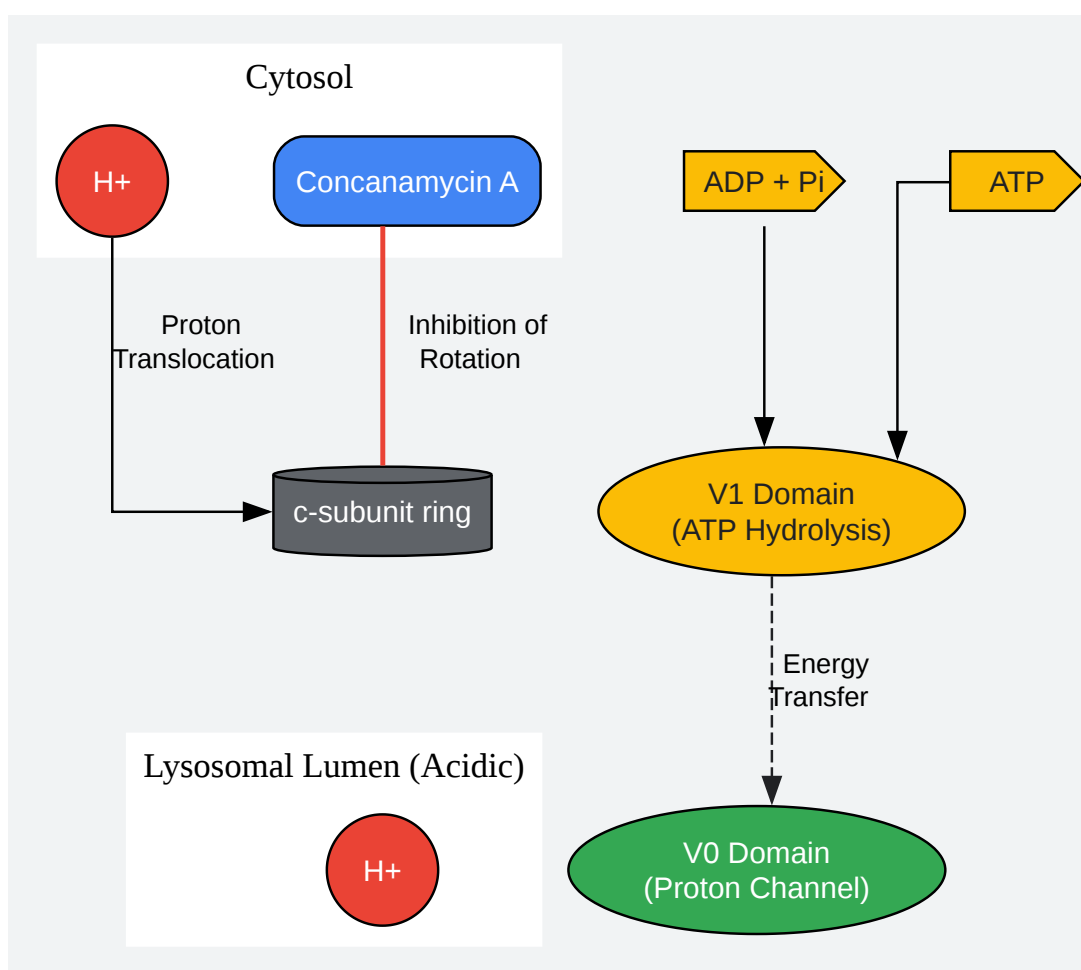 Cytosol
H+
Concanamycin A
ADP + Pi
ATP
Proton
Translocation
Inhibition of
Rotation
c-subunit ring
V1 Domain
(ATP Hydrolysis)
Energy
Transfer
Lysosomal Lumen (Acidic)
H+
V0 Domain
(Proton Channel)